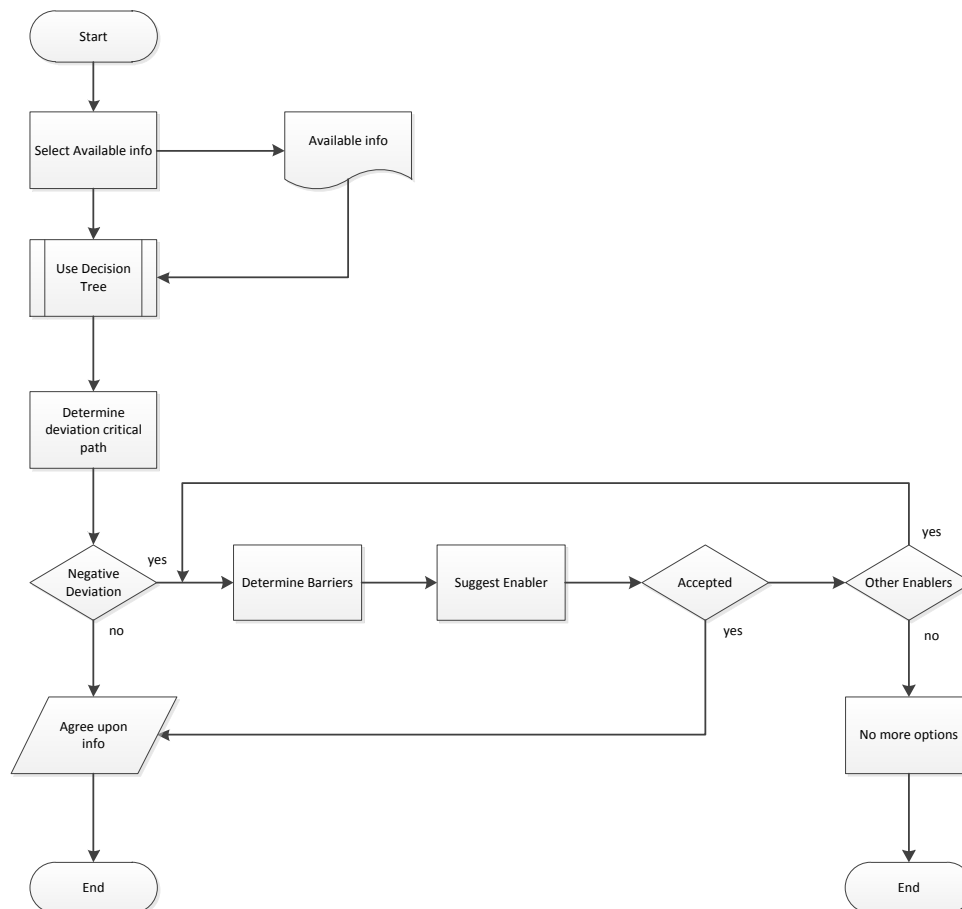 Start
Select Available info
Available info
Use Decision
Tree
Determine
deviation critical
path
yes
yes
Negative
Deviation
Determine Barriers
Suggest Enabler
Accepted
Other Enablers
no
yes
no
Agree upon
info
No more options
End
End